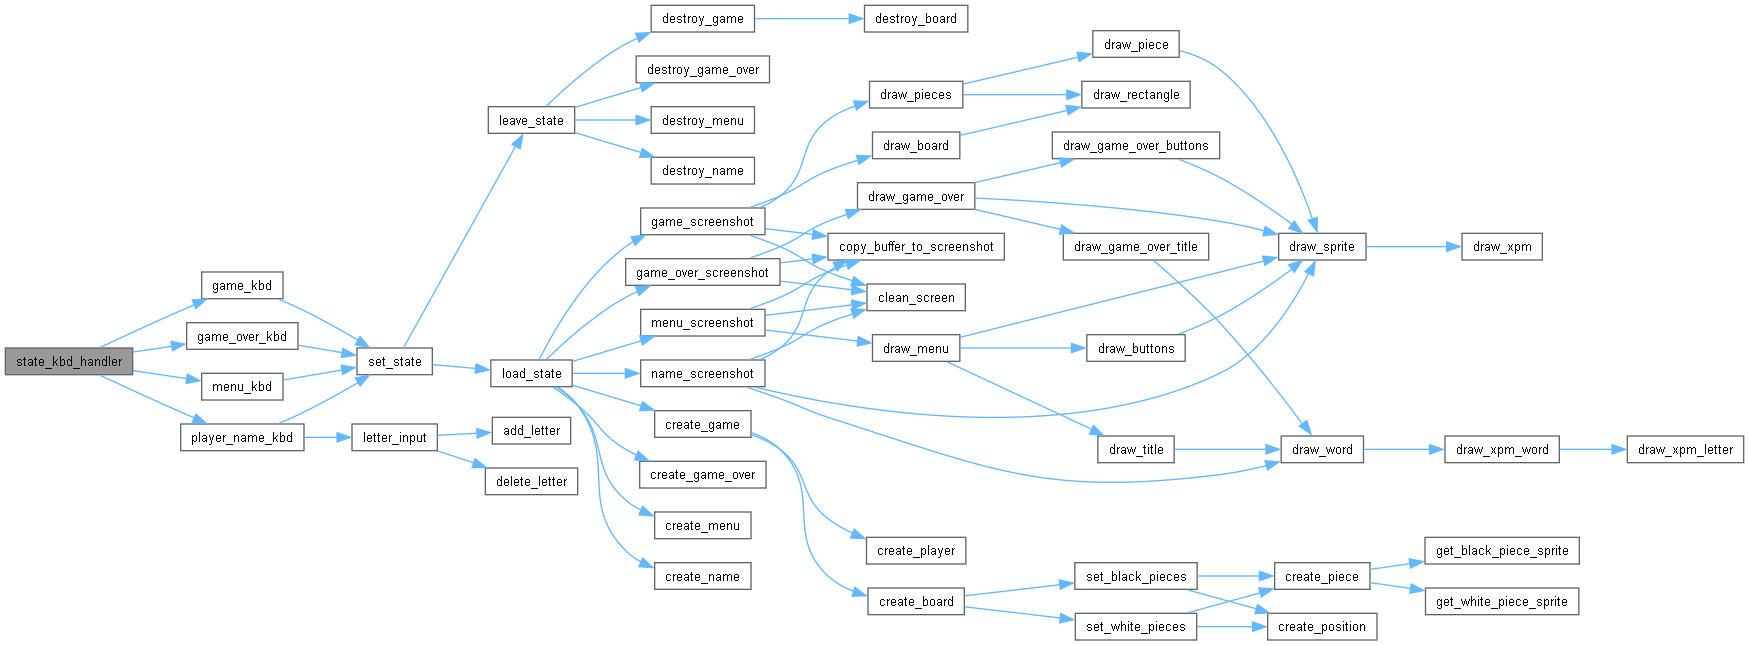 state_kbd_handler
game_kbd
game_over_kbd
menu_kbd
player_name_kbd
set_state
letter_input
leave_state
load_state
add_letter
delete_letter
destroy_game
destroy_game_over
destroy_menu
destroy_name
game_screenshot
game_over_screenshot
menu_screenshot
name_screenshot
create_game
create_game_over
create_menu
create_name
destroy_board
draw_pieces
draw_board
draw_game_over
copy_buffer_to_screenshot
clean_screen
draw_menu
create_player
create_board
draw_piece
draw_rectangle
draw_game_over_buttons
draw_game_over_title
draw_buttons
draw_title
set_black_pieces
set_white_pieces
draw_sprite
draw_word
create_piece
create_position
draw_xpm
draw_xpm_word
get_black_piece_sprite
get_white_piece_sprite
draw_xpm_letter